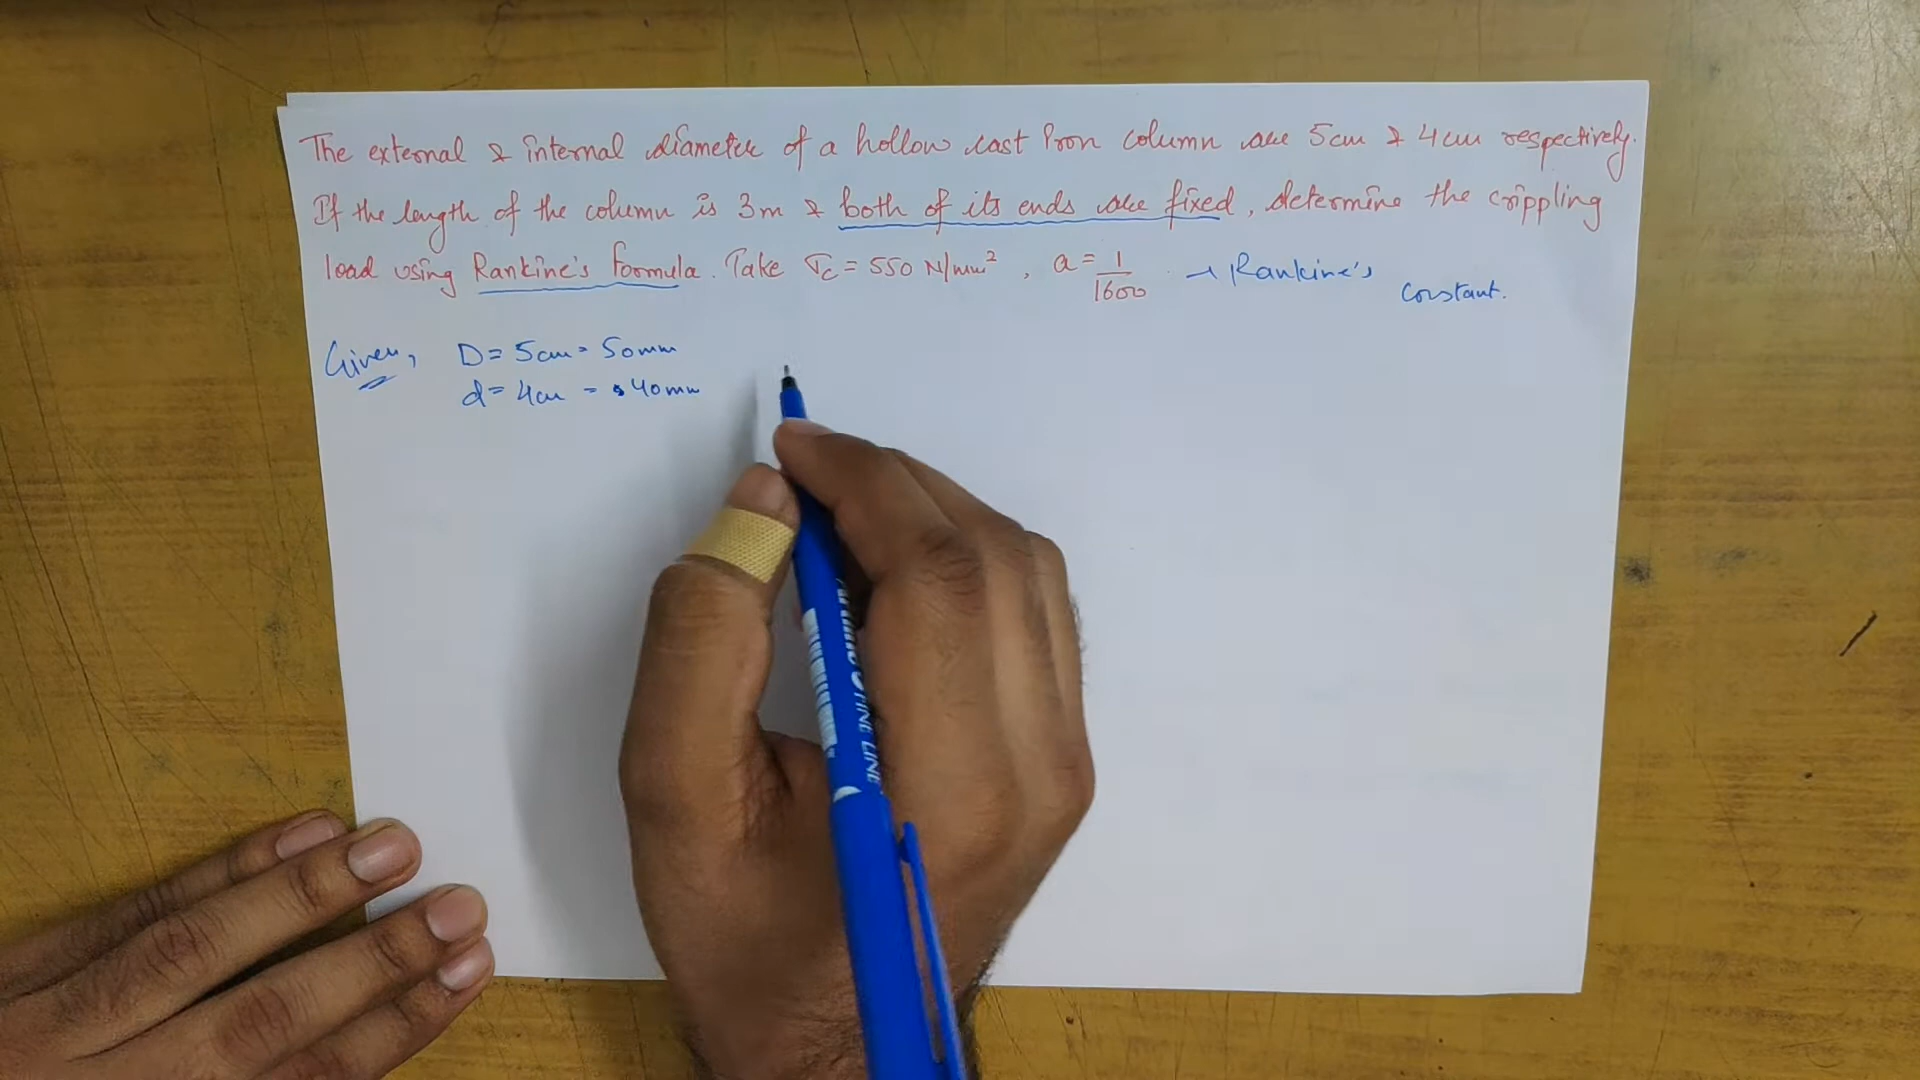 The external & internal diameter of a hollow cast Iron column are 5cm & 4cm respectively.
If the length of the column is 3m & both of its ends are fixed, determine the crippling
load using Rankine's formula. Take σc = 550 N/mm², a = 1/1600 → Rankine's
constant.
Given, D = 5cm = 50mm
d = 4cm = 40mm
FINE LINE